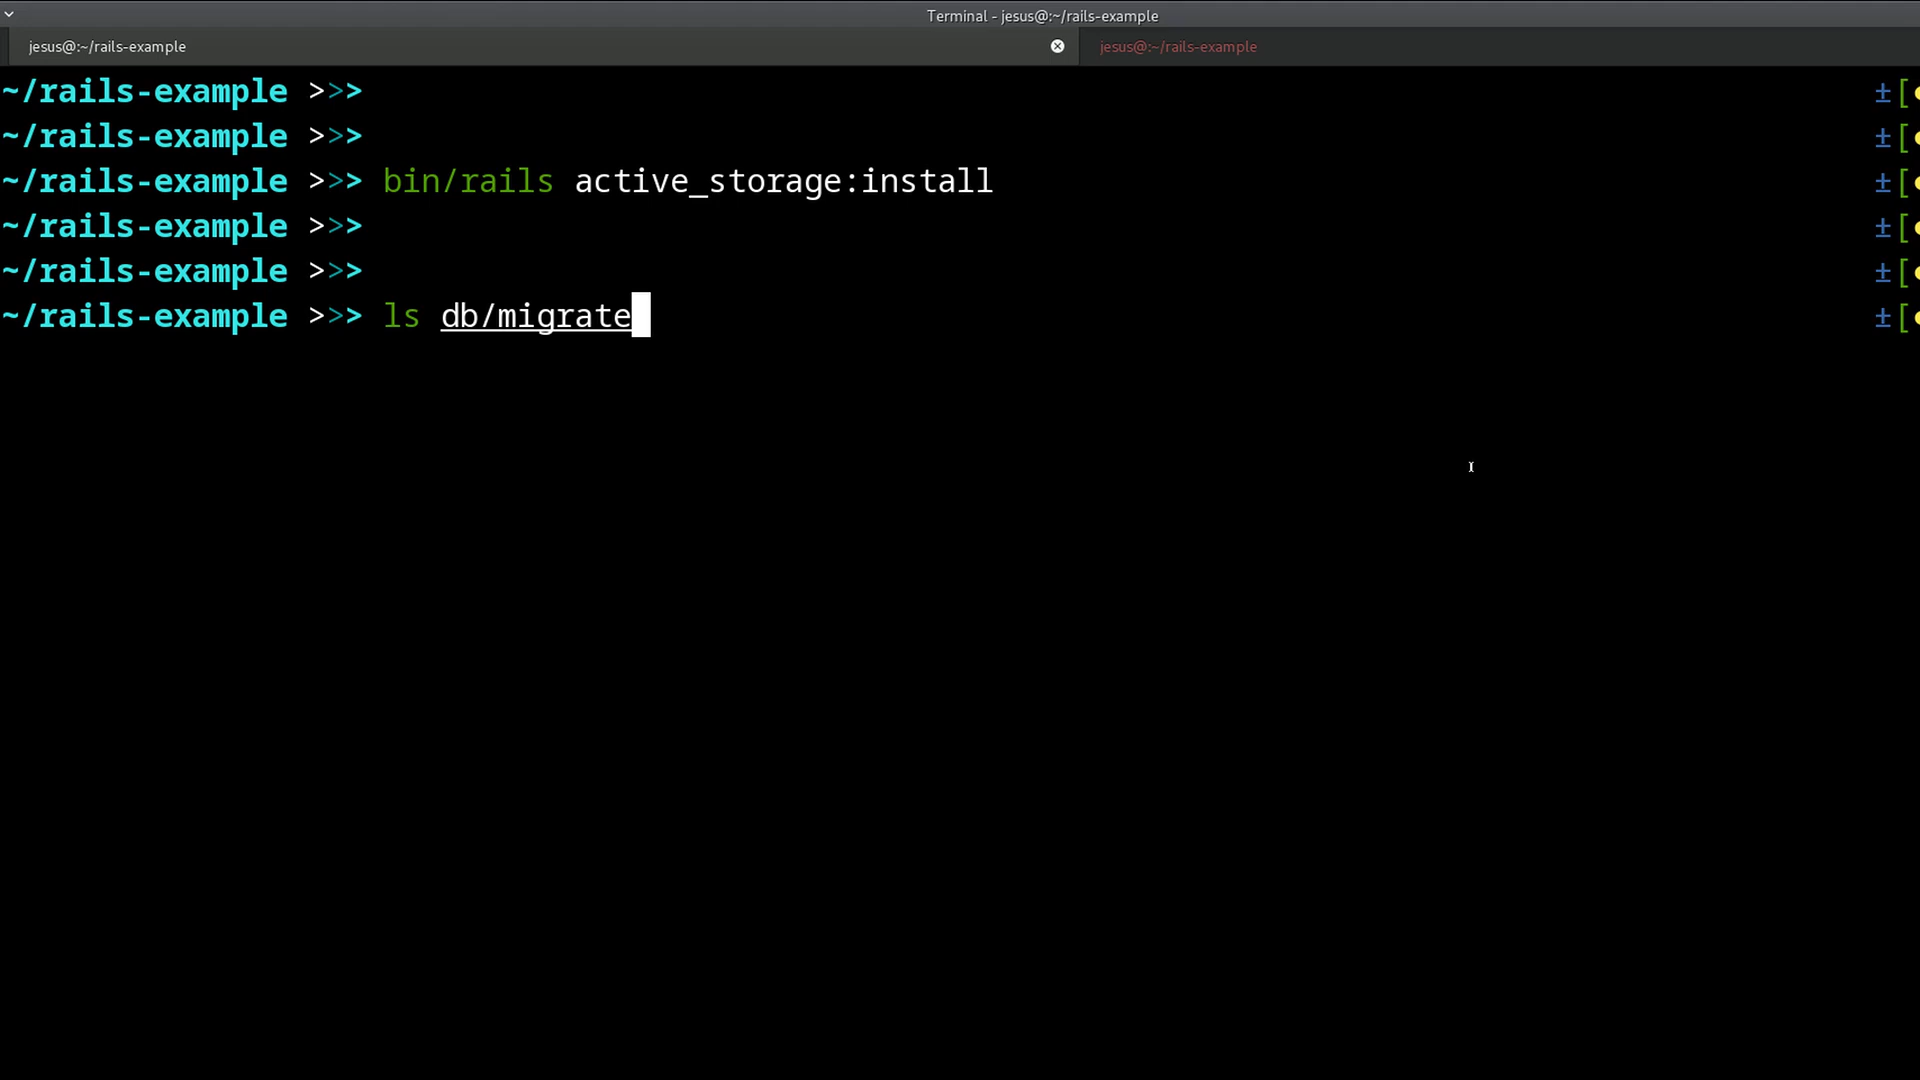 Terminal - jesus@:~/rails-example
jesus@:~/rails-example
jesus@:~/rails-example
~/rails-example >>> ±[
~/rails-example >>> ±[
~/rails-example >>> bin/rails active_storage:install ±[
~/rails-example >>> ±[
~/rails-example >>> ±[
~/rails-example >>> ls db/migrate ±[